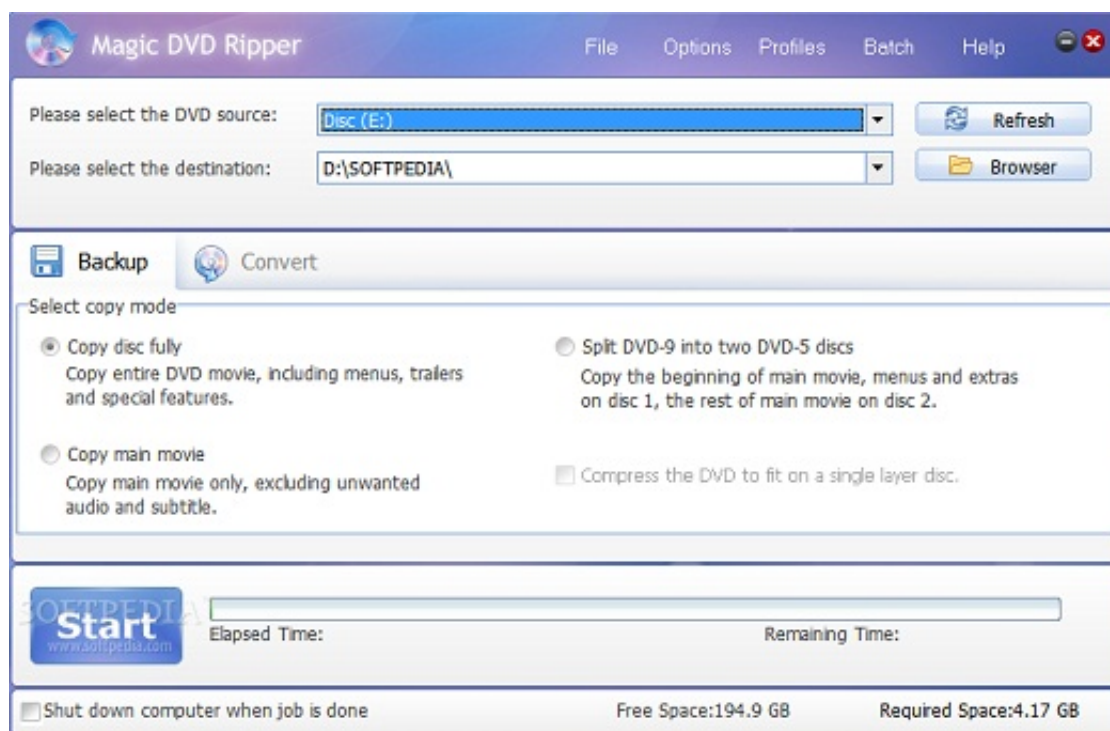 Magic DVD Ripper File Options Profiles Batch Help
Please select the DVD source: Disc (E:) Refresh
Please select the destination: D:\SOFTPEDIA\ Browser
Backup Convert
Select copy mode
Copy disc fully
Copy entire DVD movie, including menus, trailers
and special features.
Split DVD-9 into two DVD-5 discs
Copy the beginning of main movie, menus and extras
on disc 1, the rest of main movie on disc 2.
Copy main movie
Copy main movie only, excluding unwanted
audio and subtitle.
Compress the DVD to fit on a single layer disc.
SOFTPEDIA
Start
www.softpedia.com
Elapsed Time: Remaining Time:
Shut down computer when job is done Free Space:194.9 GB Required Space:4.17 GB